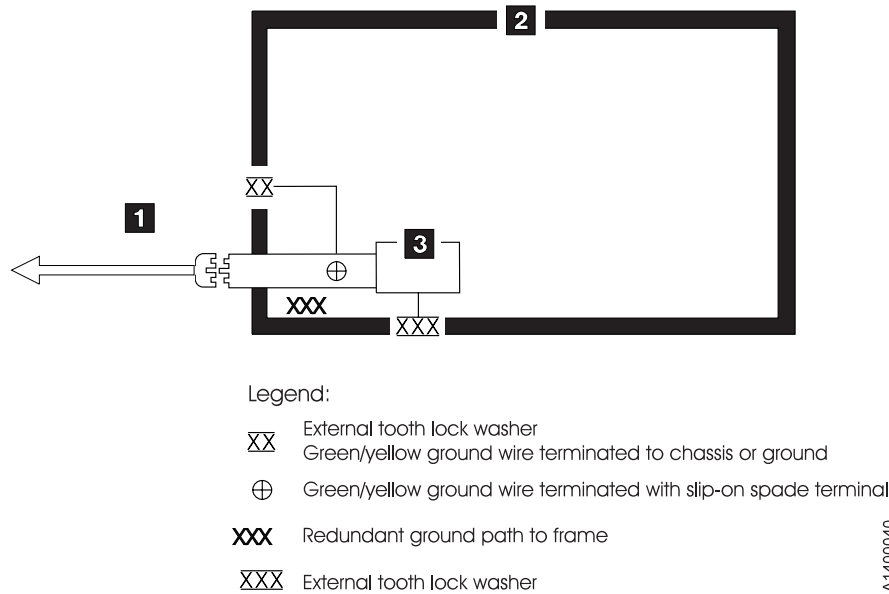 2
XX
1
3
XXX
XXX
Legend:
XX External tooth lock washer
Green/yellow ground wire terminated to chassis or ground
Green/yellow ground wire terminated with slip-on spade terminal
XXX Redundant ground path to frame
XXX External tooth lock washer